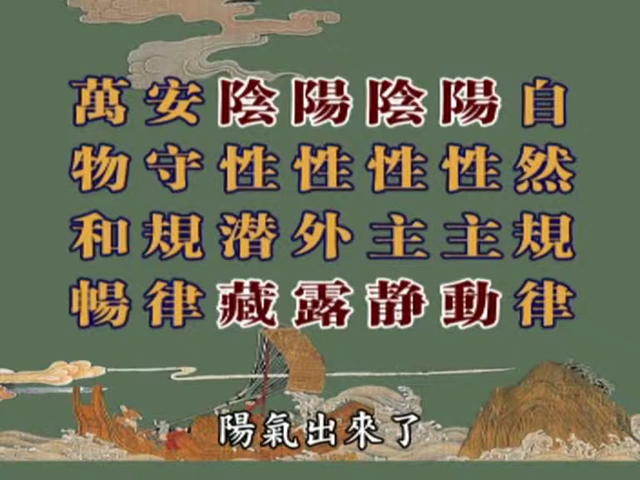 自然規律
陽性主動
陰性主静
陽性外露
陰性潛藏
安守規律
萬物和暢
陽氣出來了